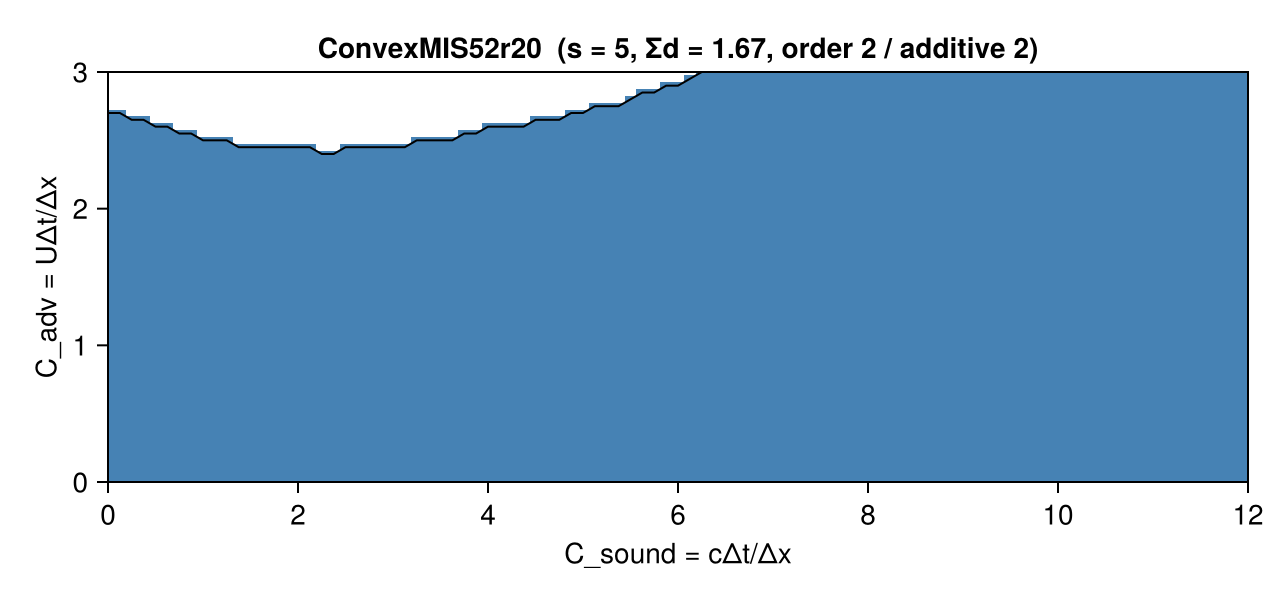 ConvexMIS52r20  (s = 5, Σd = 1.67, order 2 / additive 2)
3
2
1
0
C_adv = UΔt/Δx
0 2 4 6 8 10 12
C_sound = cΔt/Δx